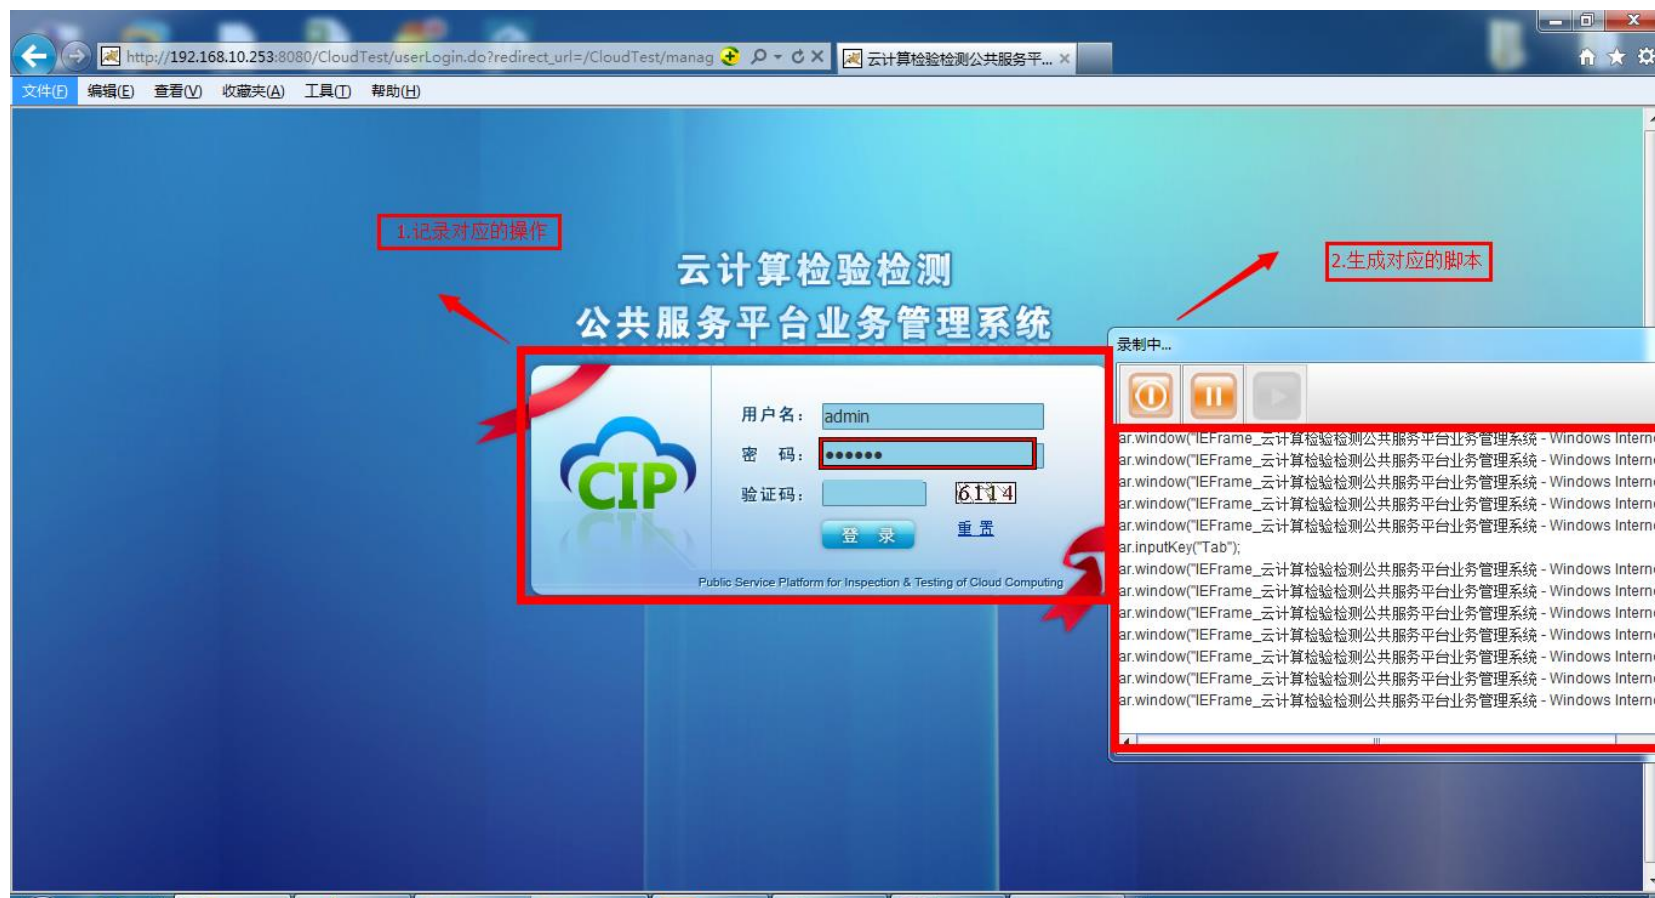 http://192.168.10.253:8080/CloudTest/userLogin.do?redirect_url=/CloudTest/manag
云计算检验检测公共服务平...
文件(F) 编辑(E) 查看(V) 收藏夹(A) 工具(T) 帮助(H)
1.记录对应的操作
2.生成对应的脚本
云计算检验检测
公共服务平台业务管理系统
CIP
用户名: admin
密 码: ●●●●●●
验证码: 6114
登 录 重 置
Public Service Platform for Inspection & Testing of Cloud Computing
录制中...
ar.window("IEFrame_云计算检验检测公共服务平台业务管理系统 - Windows Interne
ar.window("IEFrame_云计算检验检测公共服务平台业务管理系统 - Windows Interne
ar.window("IEFrame_云计算检验检测公共服务平台业务管理系统 - Windows Interne
ar.window("IEFrame_云计算检验检测公共服务平台业务管理系统 - Windows Interne
ar.window("IEFrame_云计算检验检测公共服务平台业务管理系统 - Windows Interne
ar.inputKey("Tab");
ar.window("IEFrame_云计算检验检测公共服务平台业务管理系统 - Windows Interne
ar.window("IEFrame_云计算检验检测公共服务平台业务管理系统 - Windows Interne
ar.window("IEFrame_云计算检验检测公共服务平台业务管理系统 - Windows Interne
ar.window("IEFrame_云计算检验检测公共服务平台业务管理系统 - Windows Interne
ar.window("IEFrame_云计算检验检测公共服务平台业务管理系统 - Windows Interne
ar.window("IEFrame_云计算检验检测公共服务平台业务管理系统 - Windows Interne
ar.window("IEFrame_云计算检验检测公共服务平台业务管理系统 - Windows Interne